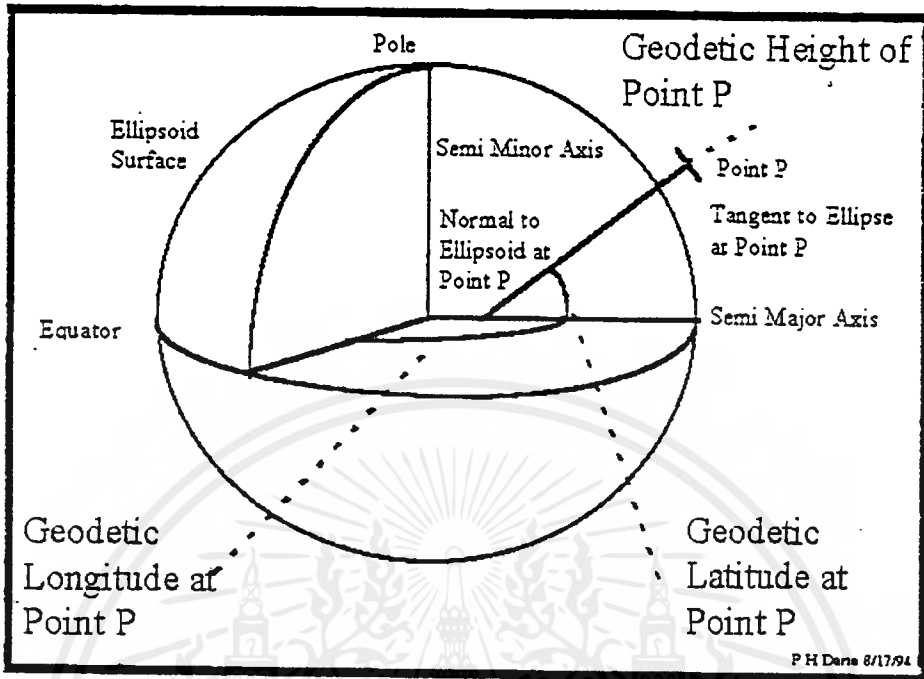 Pole
Geodetic Height of
Point P
Ellipsoid
Surface
Semi Minor Axis
Point P
Normal to
Ellipsoid at
Point P
Tangent to Ellipse
at Point P
Equator
Semi Major Axis
Geodetic
Longitude at
Point P
Geodetic
Latitude at
Point P
P H Dana 8/17/94